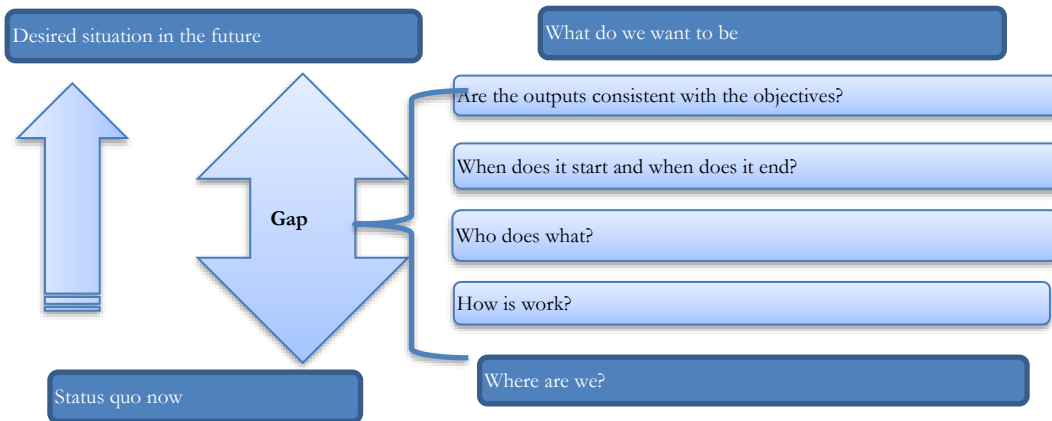 Desired situation in the future
What do we want to be
Are the outputs consistent with the objectives?
When does it start and when does it end?
Gap
Who does what?
How is work?
Where are we?
Status quo now